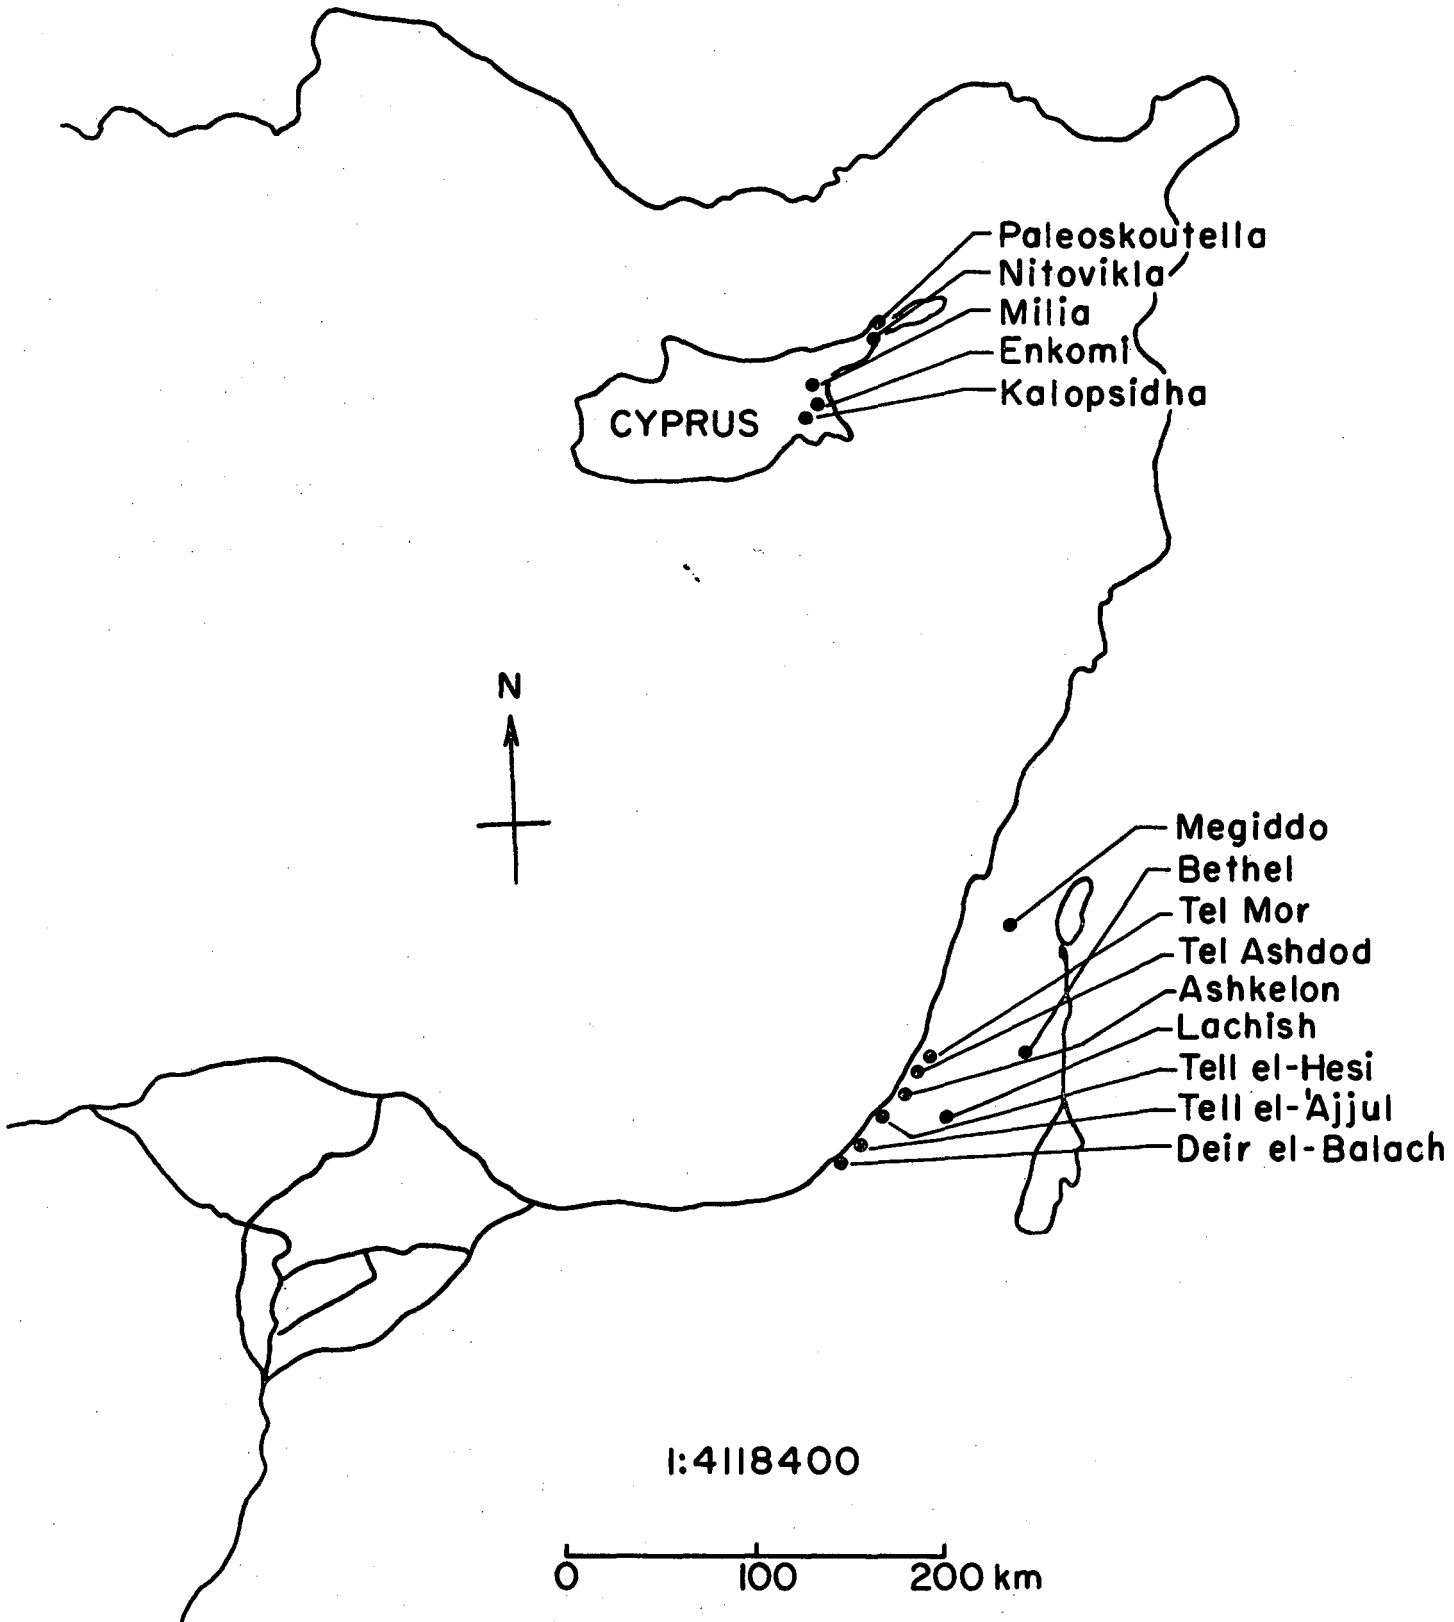 Paleoskoutella
Nitovikla
Milia
Enkomi
Kalopsidha
CYPRUS
N
Megiddo
Bethel
Tel Mor
Tel Ashdod
Ashkelon
Lachish
Tell el-Hesi
Tell el-'Ajjul
Deir el-Balach
1:4118400
0 100 200 km